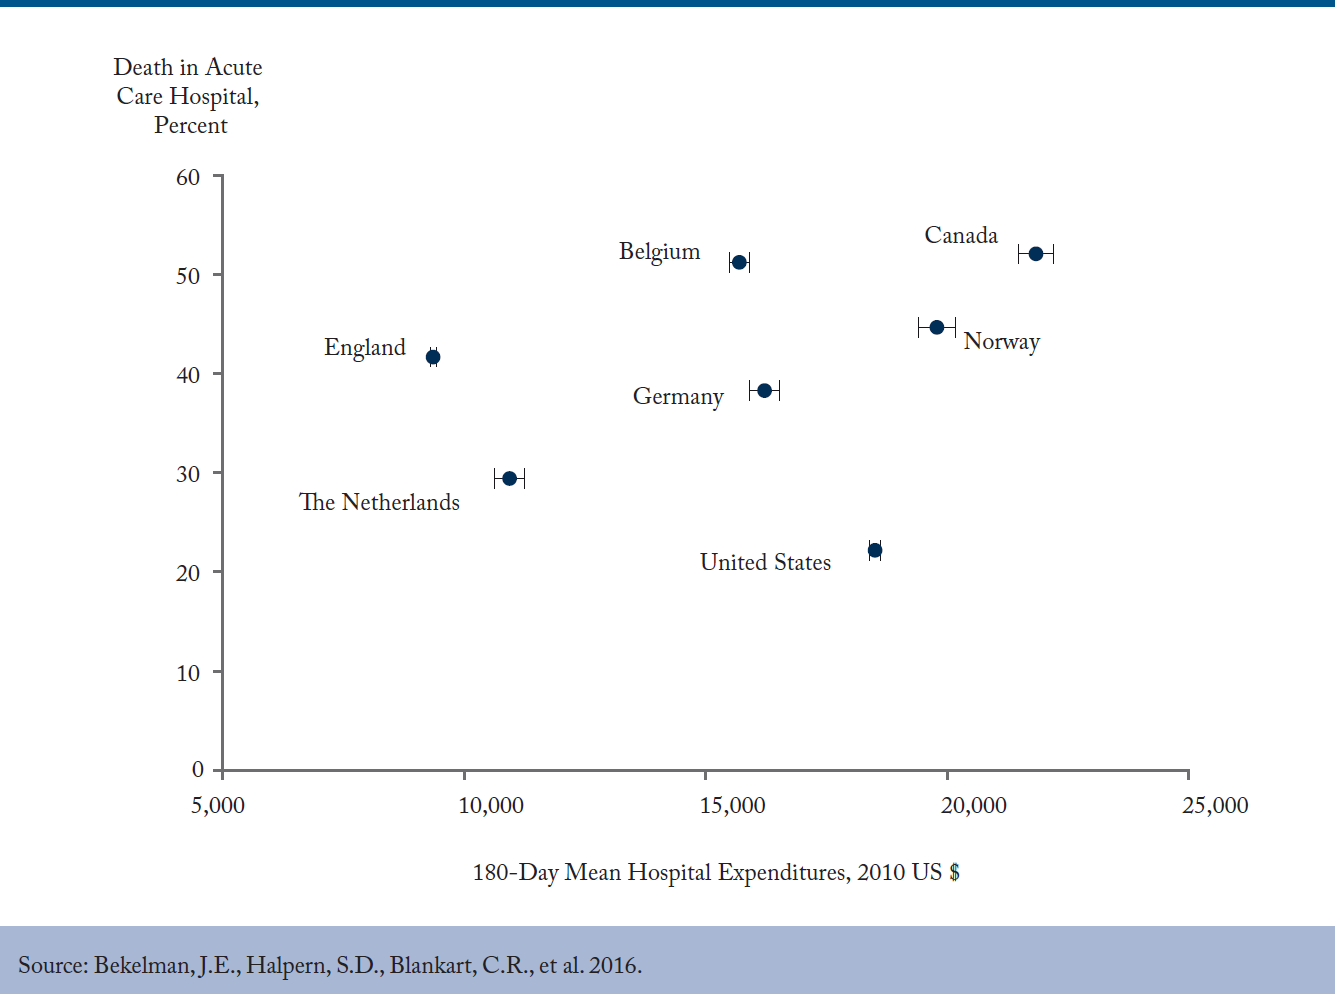 Death in Acute
Care Hospital,
Percent
60
Canada
Belgium
50
Norway
England
40
Germany
30
The Netherlands
United States
20
10
0
5,000
10,000
15,000
20,000
25,000
180-Day Mean Hospital Expenditures, 2010 US $
Source: Bekelman, J.E., Halpern, S.D., Blankart, C.R., et al. 2016.